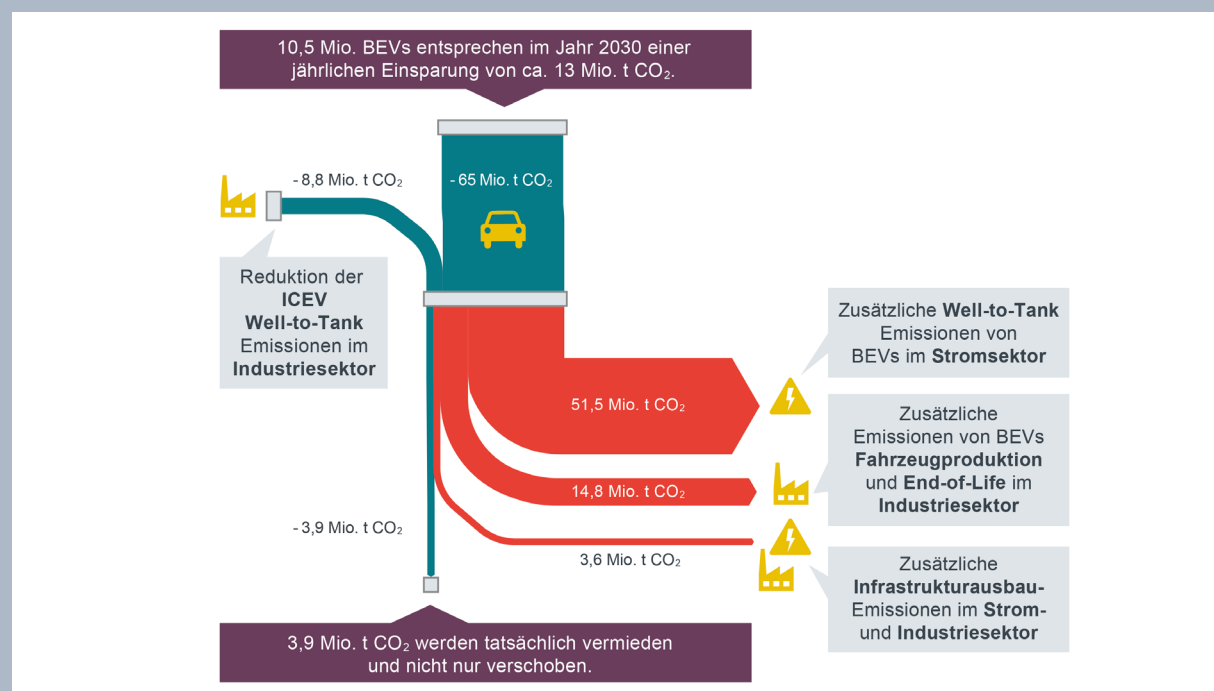 10,5 Mio. BEVs entsprechen im Jahr 2030 einer
jährlichen Einsparung von ca. 13 Mio. t CO₂.
- 8,8 Mio. t CO₂
- 65 Mio. t CO₂
Reduktion der
ICEV
Well-to-Tank
Emissionen im
Industriesektor
Zusätzliche Well-to-Tank
Emissionen von
BEVs im Stromsektor
51,5 Mio. t CO₂
Zusätzliche
Emissionen von BEVs
Fahrzeugproduktion
und End-of-Life im
Industriesektor
14,8 Mio. t CO₂
- 3,9 Mio. t CO₂
3,6 Mio. t CO₂
Zusätzliche
Infrastrukturausbau-
Emissionen im Strom-
und Industriesektor
3,9 Mio. t CO₂ werden tatsächlich vermieden
und nicht nur verschoben.